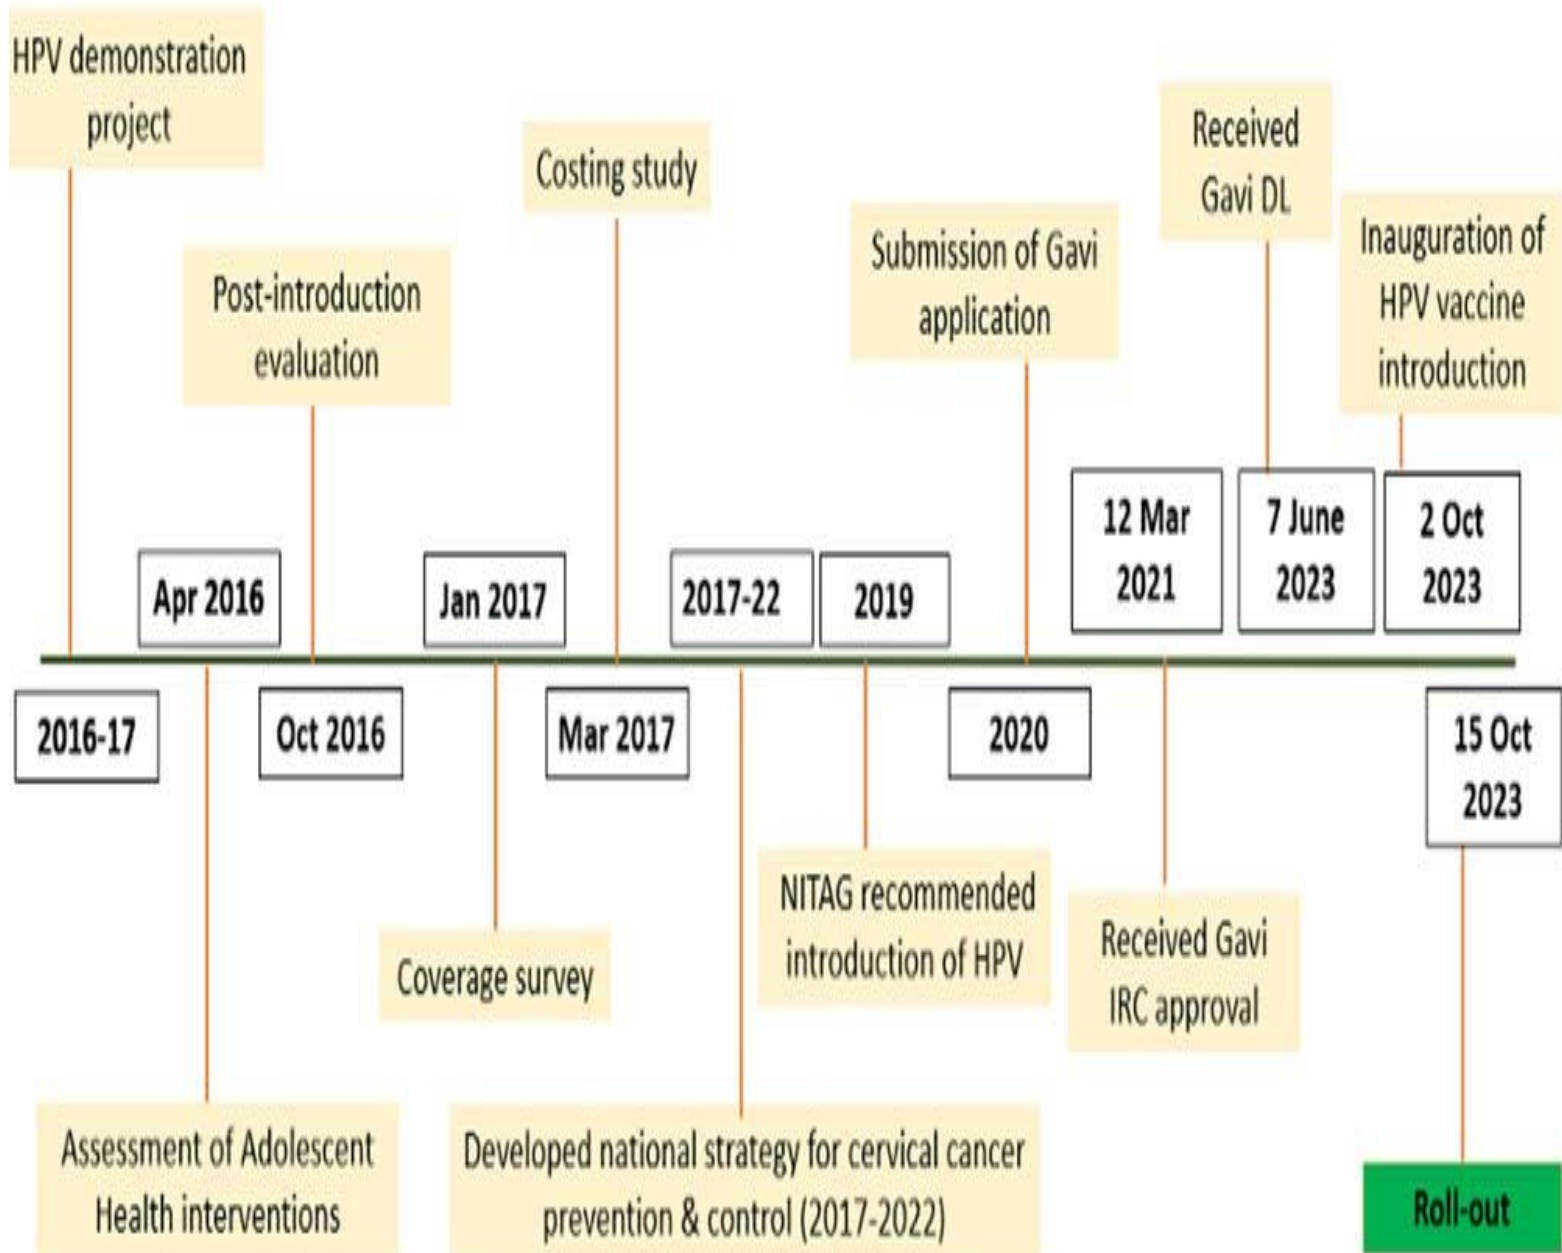 HPV demonstration
project
Costing study
Received
Gavi DL
Submission of Gavi
application
Inauguration of
HPV vaccine
introduction
Post-introduction
evaluation
12 Mar
2021
7 June
2023
2 Oct
2023
Apr 2016
Jan 2017
2017-22
2019
2016-17
Oct 2016
Mar 2017
2020
15 Oct
2023
Coverage survey
NITAG recommended
introduction of HPV
Received Gavi
IRC approval
Assessment of Adolescent
Health interventions
Developed national strategy for cervical cancer
prevention & control (2017-2022)
Roll-out